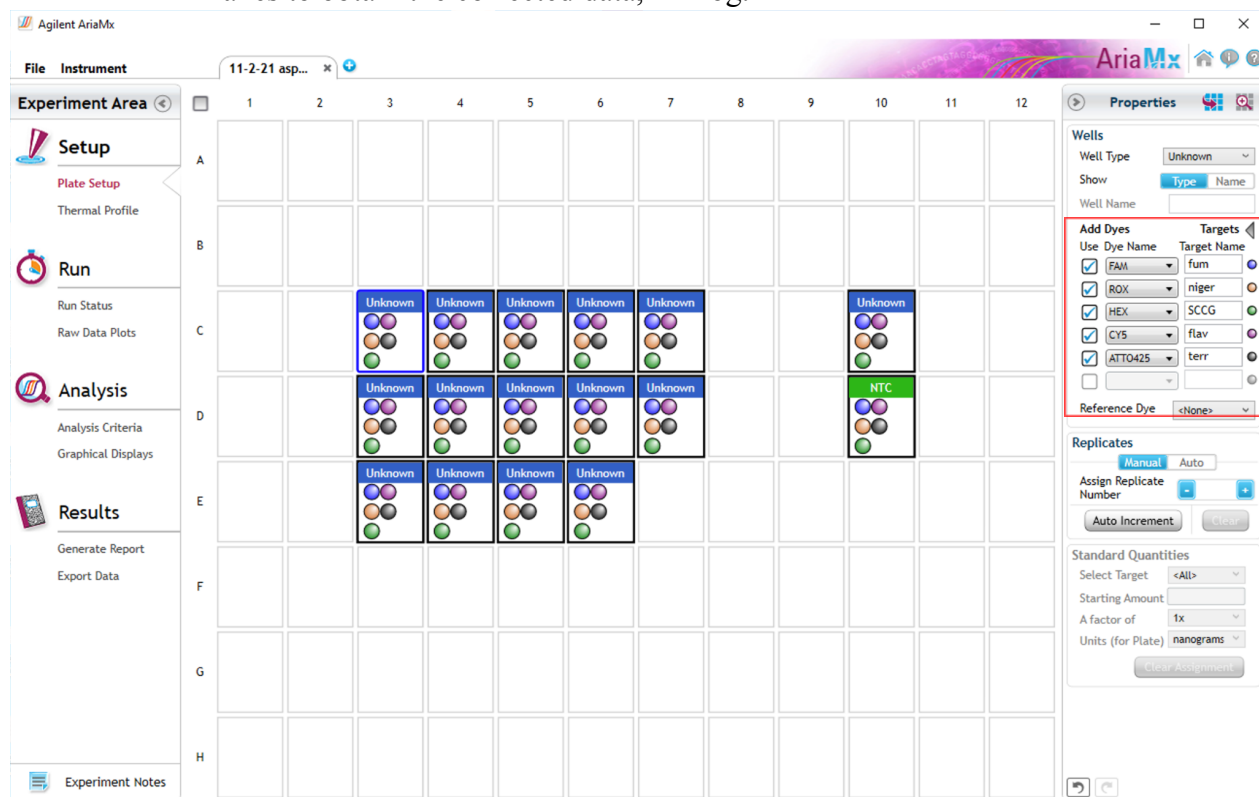 to obtain the data,
Agilent AriaMx
File Instrument
11-2-21 asp...
AriaMx
Experiment Area
Setup
Plate Setup
Thermal Profile
Run
Run Status
Raw Data Plots
Analysis
Analysis Criteria
Graphical Displays
Results
Generate Report
Export Data
Experiment Notes
1 2 3 4 5 6 7 8 9 10 11 12
A
B
C
Unknown Unknown Unknown Unknown Unknown Unknown
D
Unknown Unknown Unknown Unknown Unknown NTC
E
Unknown Unknown Unknown Unknown
F
G
H
Properties
Wells
Well Type Unknown
Show Type Name
Well Name
Add Dyes Targets
Use Dye Name Target Name
FAM fum
ROX niger
HEX SCCG
CY5 flav
ATTO425 terr
Reference Dye <None>
Replicates
Manual Auto
Assign Replicate
Number - +
Auto Increment Clear
Standard Quantities
Select Target <All>
Starting Amount
A factor of 1x
Units (for Plate) nanograms
Clear Assignment